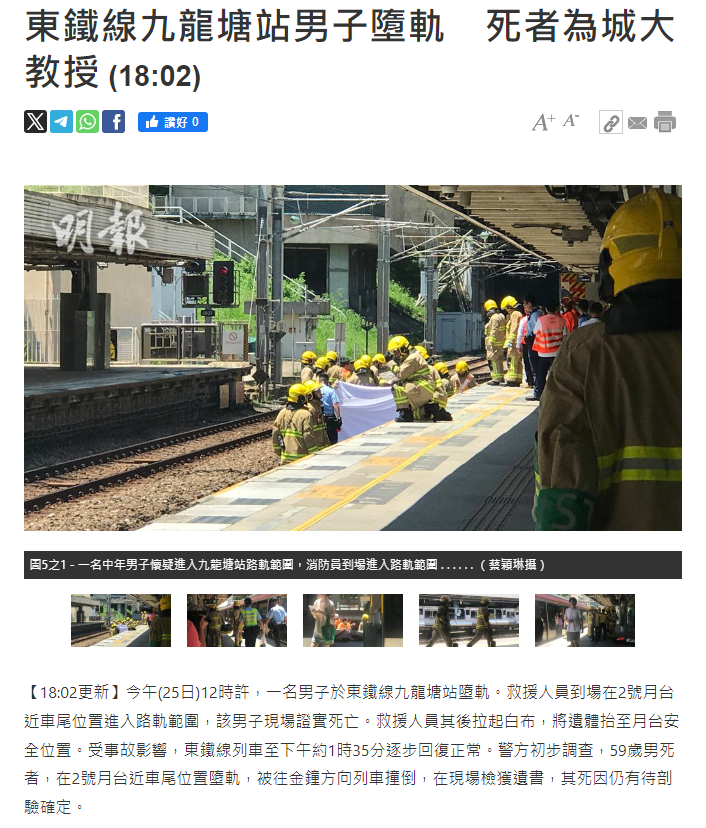 東鐵線九龍塘站男子墮軌　死者為城大
教授 (18:02)
讚好 0
A+ A-
明報
圖5之1 - 一名中年男子懷疑進入九龍塘站路軌範圍，消防員到場進入路軌範圍 . . . . . . （蔡穎琳攝）
【18:02更新】今午(25日)12時許，一名男子於東鐵線九龍塘站墮軌。救援人員到場在2號月台
近車尾位置進入路軌範圍，該男子現場證實死亡。救援人員其後拉起白布，將遺體抬至月台安
全位置。受事故影響，東鐵線列車至下午約1時35分逐步回復正常。警方初步調查，59歲男死
者，在2號月台近車尾位置墮軌，被往金鐘方向列車撞倒，在現場檢獲遺書，其死因仍有待剖
驗確定。